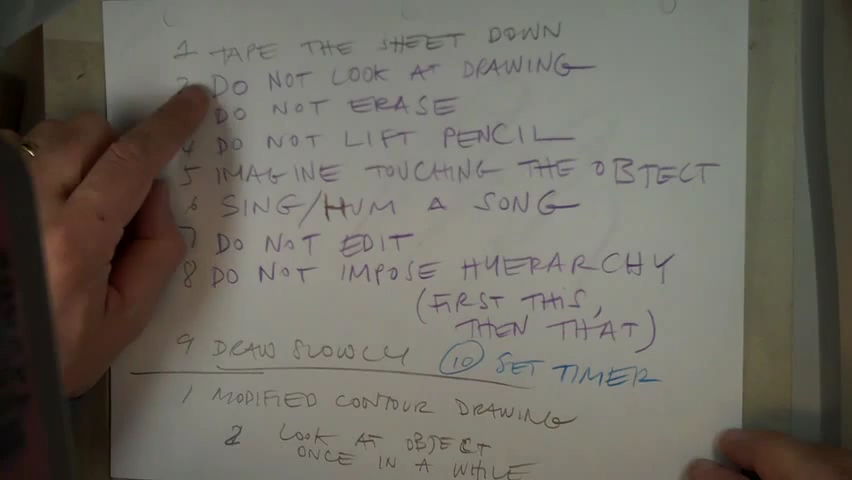 1 TAPE THE SHEET DOWN
2 DO NOT LOOK AT DRAWING
DO NOT ERASE
4 DO NOT LIFT PENCIL
5 IMAGINE TOUCHING THE OBJECT
6 SING/HUM A SONG
7 DO NOT EDIT
8 DO NOT IMPOSE HYERARCHY
(FIRST THIS,
THEN THAT)
9 DRAW SLOWLY 10 SET TIMER
1 MODIFIED CONTOUR DRAWING
2 LOOK AT OBJECT
ONCE IN A WHILE